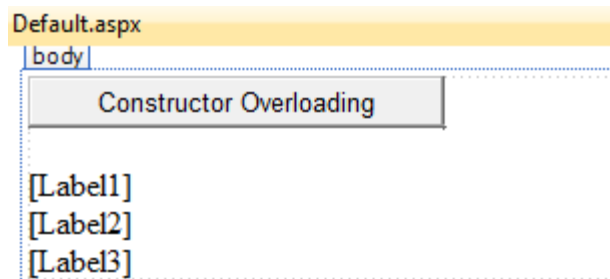 Default.aspx
body
Constructor Overloading
[Label1]
[Label2]
[Label3]